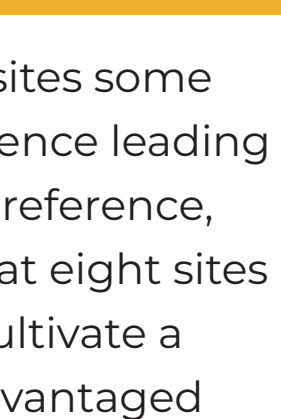 sites some
ence leading
reference,
at eight sites
ultivate a
vantaged